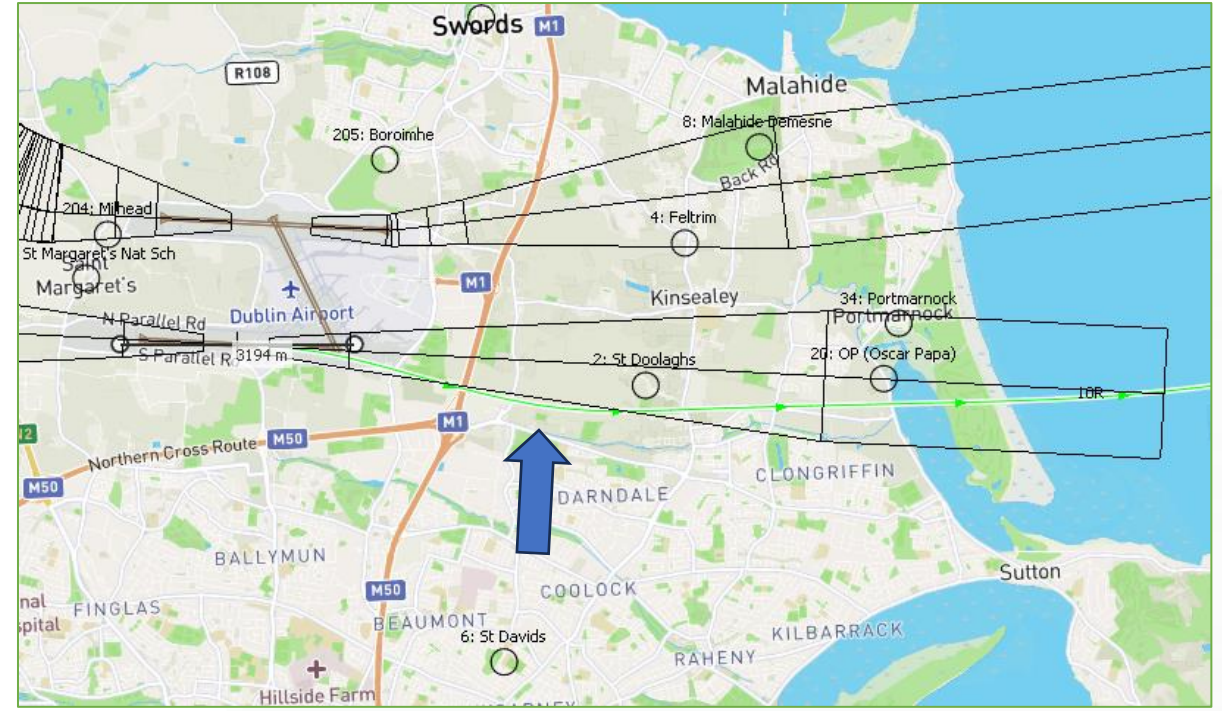 Swords
M1
R108
Malahide
8: Malahide Demesne
205: Boroimhe
Back Rd
204: Milhead
4: Feltrim
St Margaret's Nat Sch
Saint
Margaret's
M1
Kinsealey
34: Portmarnock
Portmarnock
Dublin Airport
N Parallel Rd
S Parallel R
3194 m
2: St Doolaghs
20: OP (Oscar Papa)
10R
M1
M50
Northern Cross Route
M50
CLONGRIFFIN
DARNDALE
BALLYMUN
Sutton
M50
COOLOCK
nal
spital
FINGLAS
BEAUMONT
KILBARRACK
6: St Davids
RAHENY
Hillside Farm